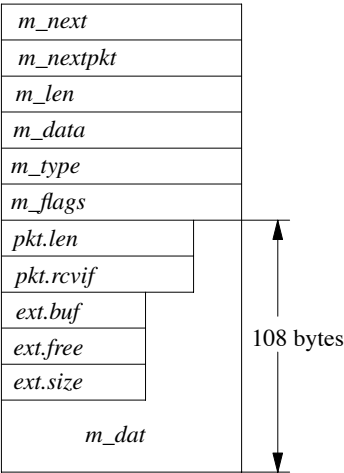 m_next
m_nextpkt
m_len
m_data
m_type
m_flags
pkt.len
pkt.rcvif
ext.buf
108 bytes
ext.free
ext.size
m_dat